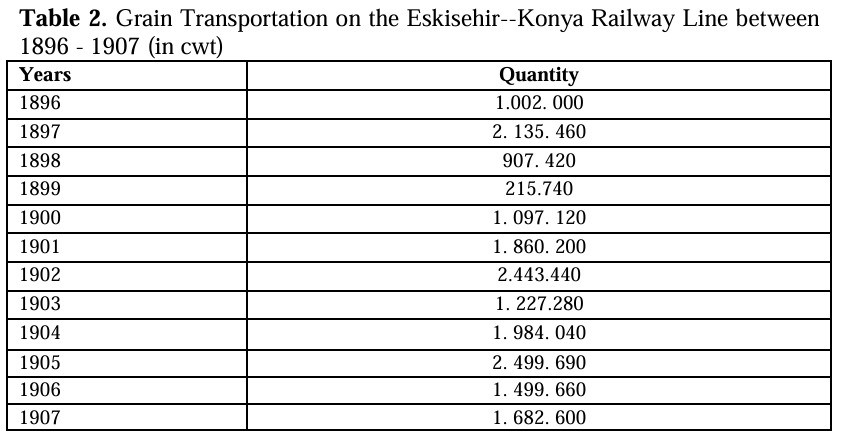 Table 2. Grain Transportation on the Eskisehir--Konya Railway Line between
1896 - 1907 (in cwt)
Years Quantity
1896 1.002. 000
1897 2. 135. 460
1898 907. 420
1899 215.740
1900 1. 097. 120
1901 1. 860. 200
1902 2.443.440
1903 1. 227.280
1904 1. 984. 040
1905 2. 499. 690
1906 1. 499. 660
1907 1. 682. 600